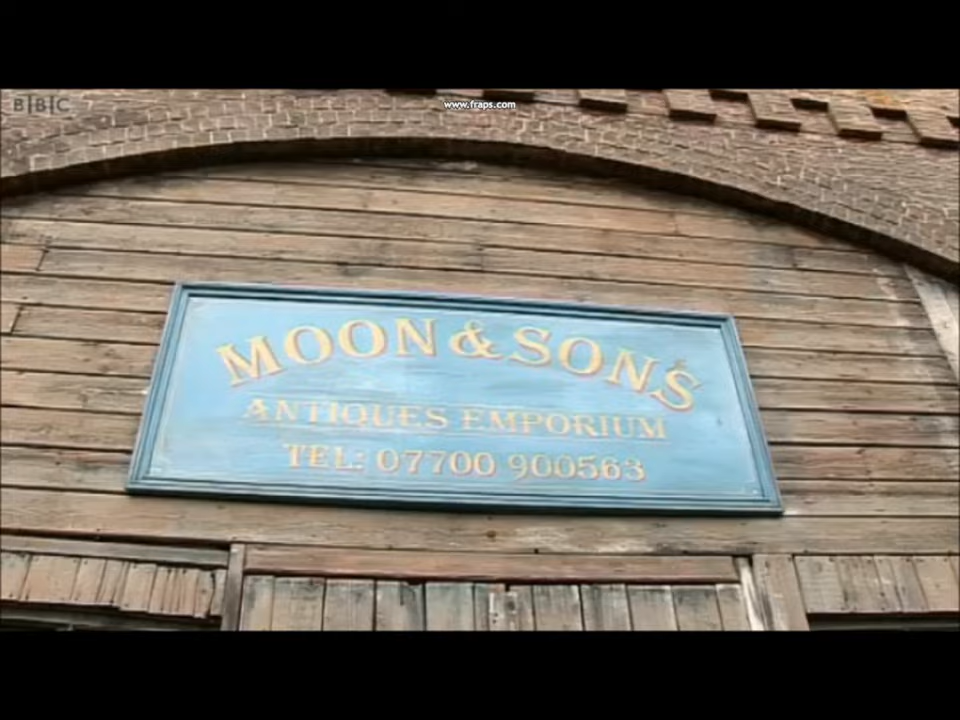 BBC
www.fraps.com
MOON & SONS
ANTIQUES EMPORIUM
TEL: 07700 900563